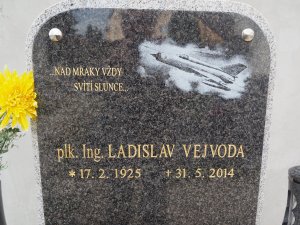 NAD MRAKY VŽDY
SVÍTÍ SLUNCE..
plk. Ing. LADISLAV VEJVODA
* 17. 2. 1925 † 31. 5. 2014